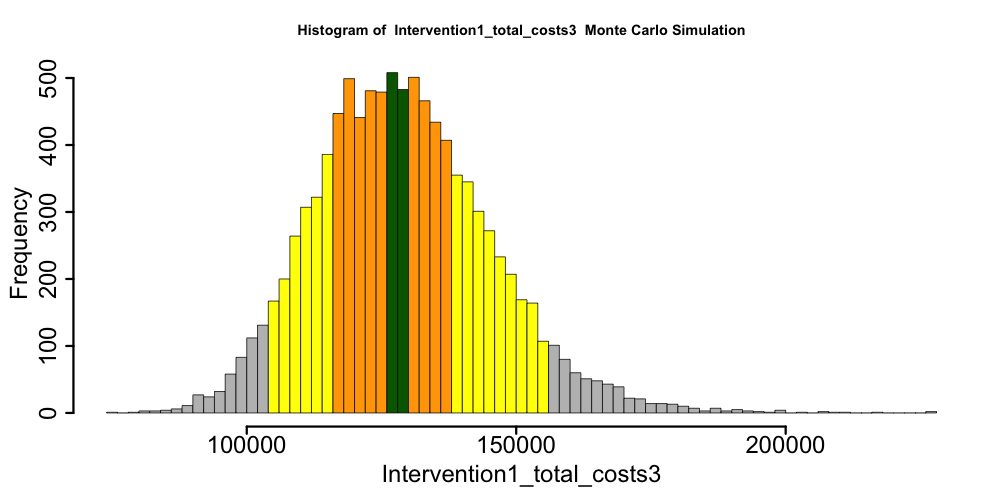 Histogram of  Intervention1_total_costs3  Monte Carlo Simulation
500
400
300
200
100
0
Frequency
100000 150000 200000
Intervention1_total_costs3